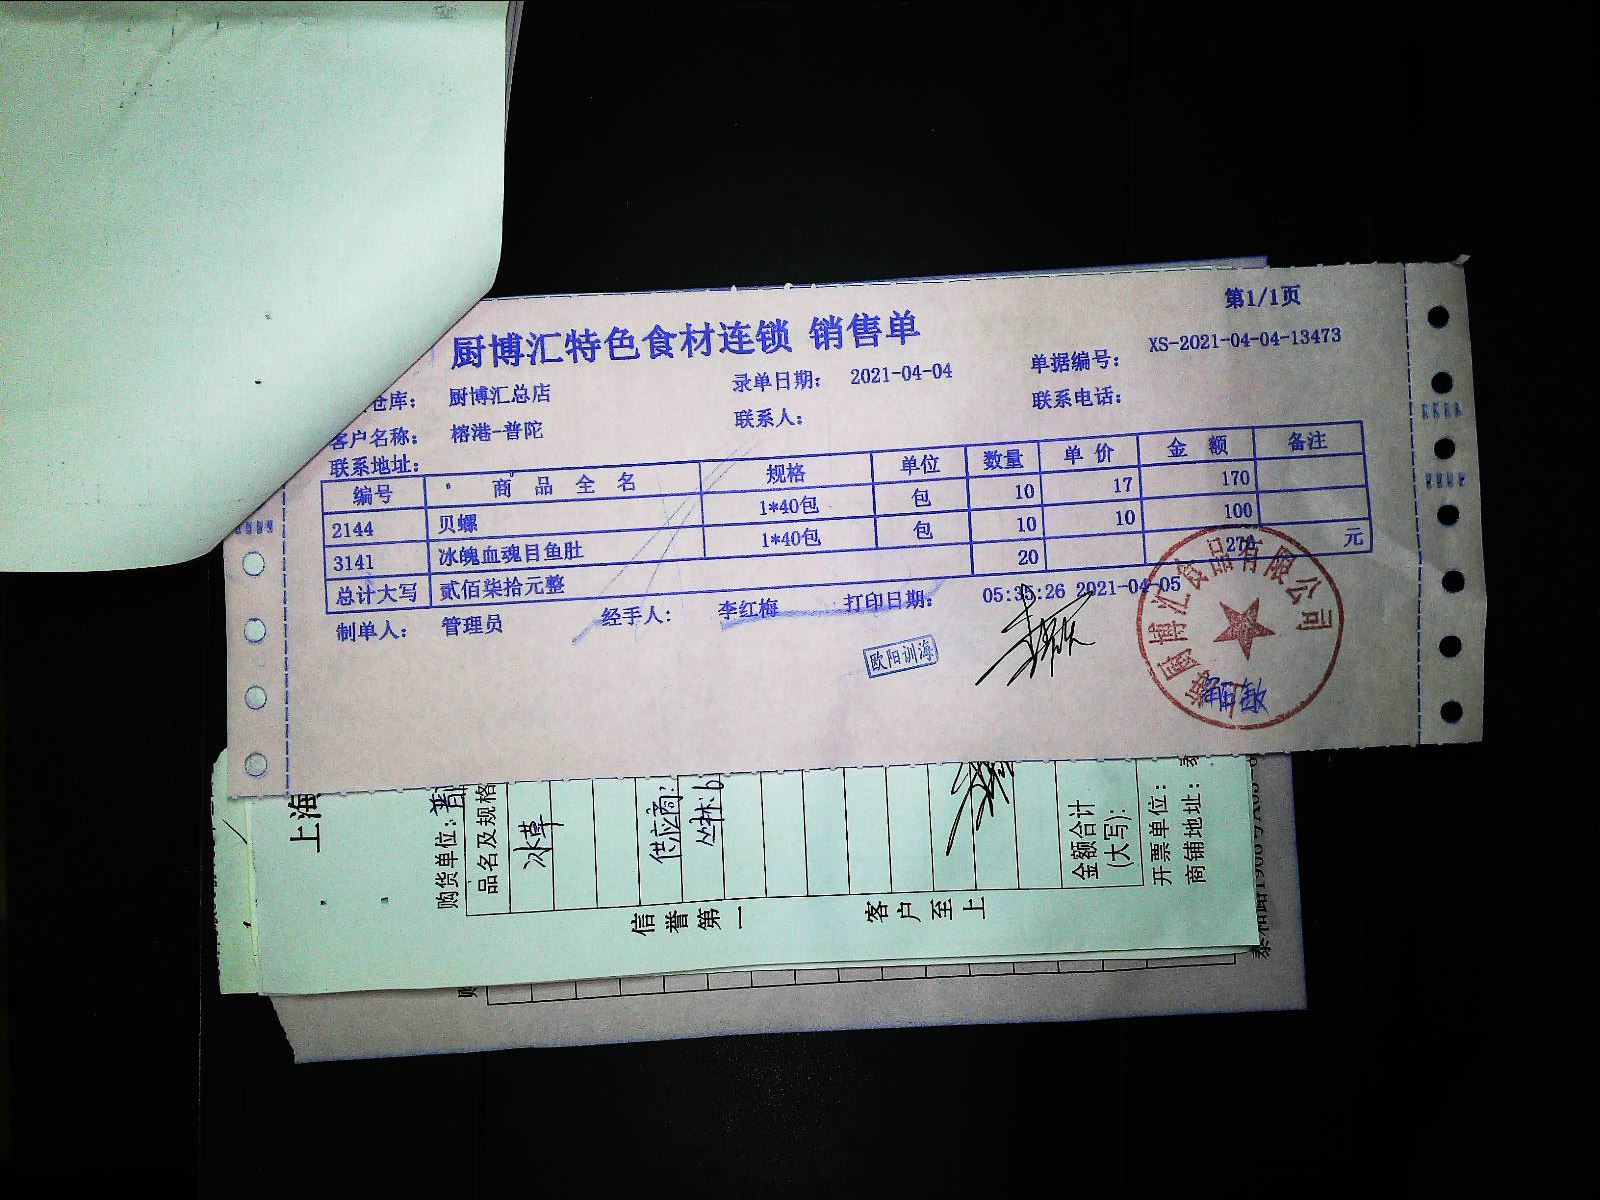 第1/1页
厨博汇特色食材连锁 销售单
仓库： 厨博汇总店 录单日期： 2021-04-04 单据编号： XS-2021-04-04-13473
客户名称： 榕港-普陀 联系人： 联系电话：
联系地址：
编号 商品全名 规格 单位 数量 单价 金额 备注
2144 贝螺 1*40包 包 10 17 170
3141 冰魄血魂目鱼肚 1*40包 包 10 10 100
总计大写 贰佰柒拾元整 20 270 元
制单人： 管理员 经手人： 李红梅 打印日期： 05:35:26 2021-04-05
欧阳训海
上海厨博汇食品有限公司
上海
购货单位：普
品名及规格
冰草
供应商：
丛林b
金额合计
(大写)：
开票单位：
商铺地址：
信誉第一 客户至上